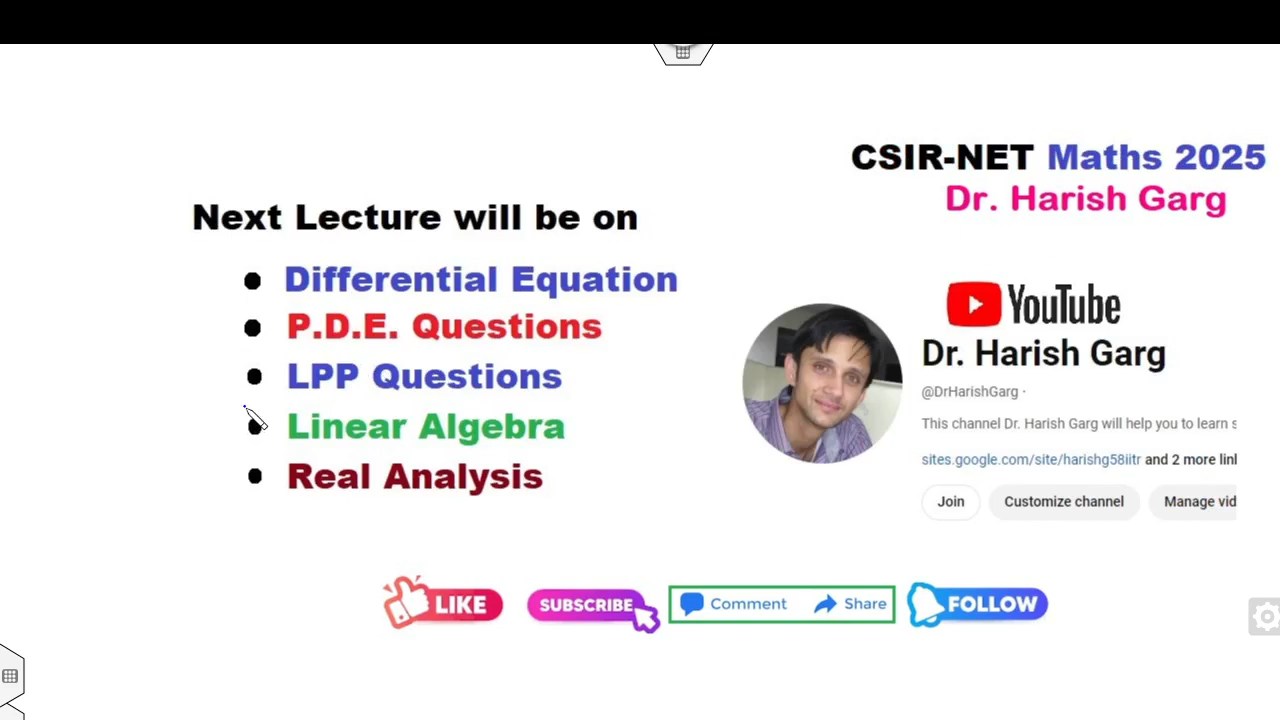 CSIR-NET Maths 2025
Dr. Harish Garg
Next Lecture will be on
Differential Equation
P.D.E. Questions
LPP Questions
Linear Algebra
Real Analysis
YouTube
Dr. Harish Garg
@DrHarishGarg ·
This channel Dr. Harish Garg will help you to learn s
sites.google.com/site/harishg58iitr and 2 more linl
Join Customize channel Manage vid
LIKE SUBSCRIBE Comment Share FOLLOW